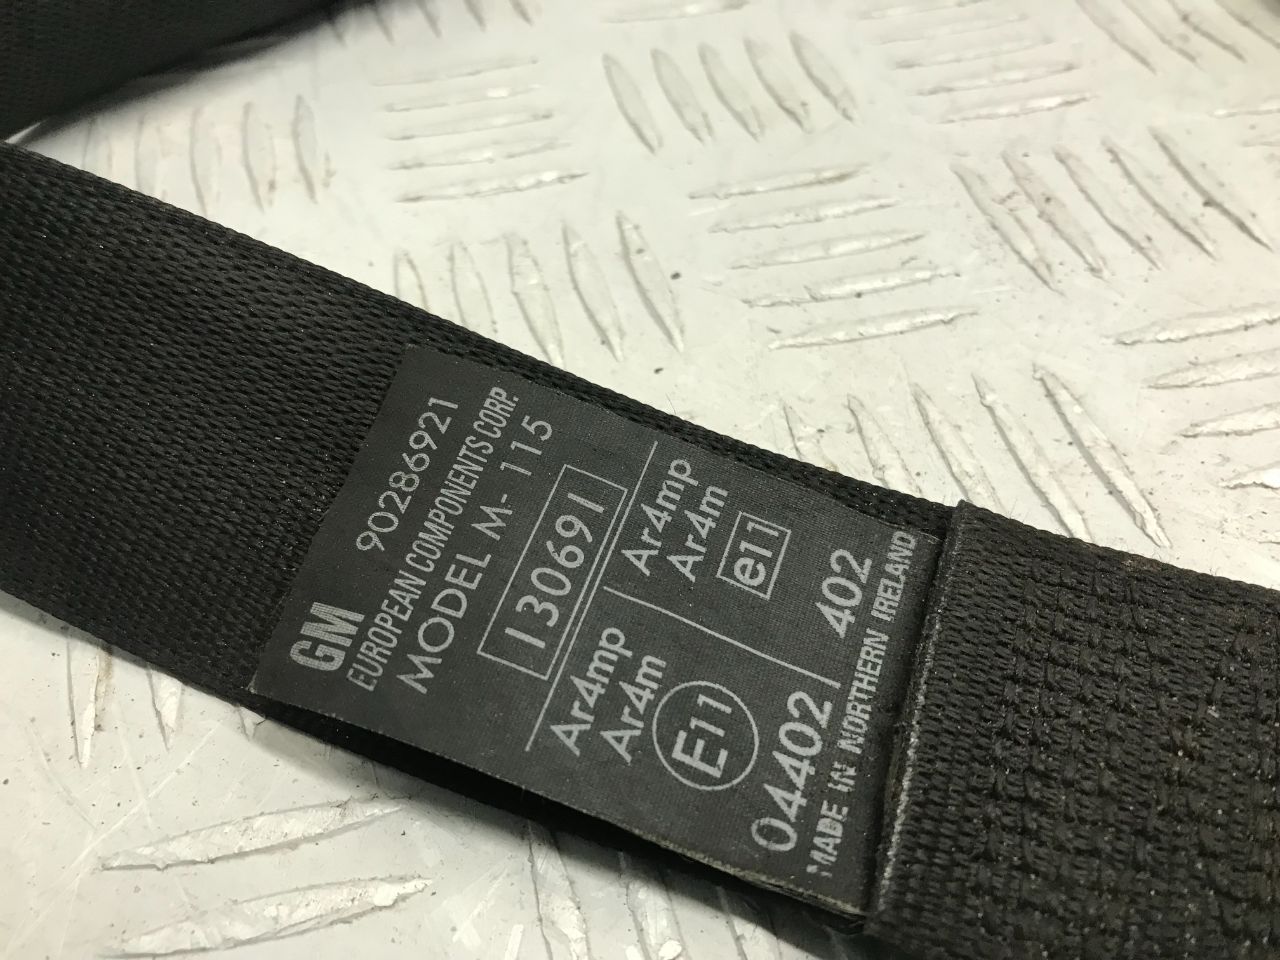 GM 90286921
EUROPEAN COMPONENTS CORP.
MODEL M-115
130691
Ar4mp
Ar4m
E11
04402
Ar4mp
Ar4m
e11
402
MADE IN NORTHERN IRELAND